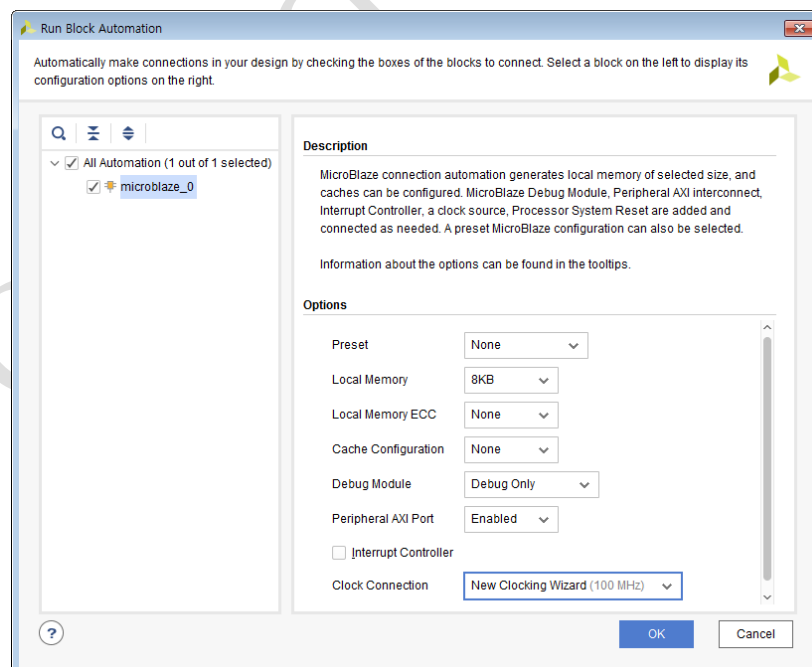 Run Block Automation
Automatically make connections in your design by checking the boxes of the blocks to connect. Select a block on the left to display its
configuration options on the right.
All Automation (1 out of 1 selected)
microblaze_0
Description
MicroBlaze connection automation generates local memory of selected size, and
caches can be configured. MicroBlaze Debug Module, Peripheral AXI interconnect,
Interrupt Controller, a clock source, Processor System Reset are added and
connected as needed. A preset MicroBlaze configuration can also be selected.
Information about the options can be found in the tooltips.
Options
Preset None
Local Memory 8KB
Local Memory ECC None
Cache Configuration None
Debug Module Debug Only
Peripheral AXI Port Enabled
Interrupt Controller
Clock Connection New Clocking Wizard (100 MHz)
? OK Cancel